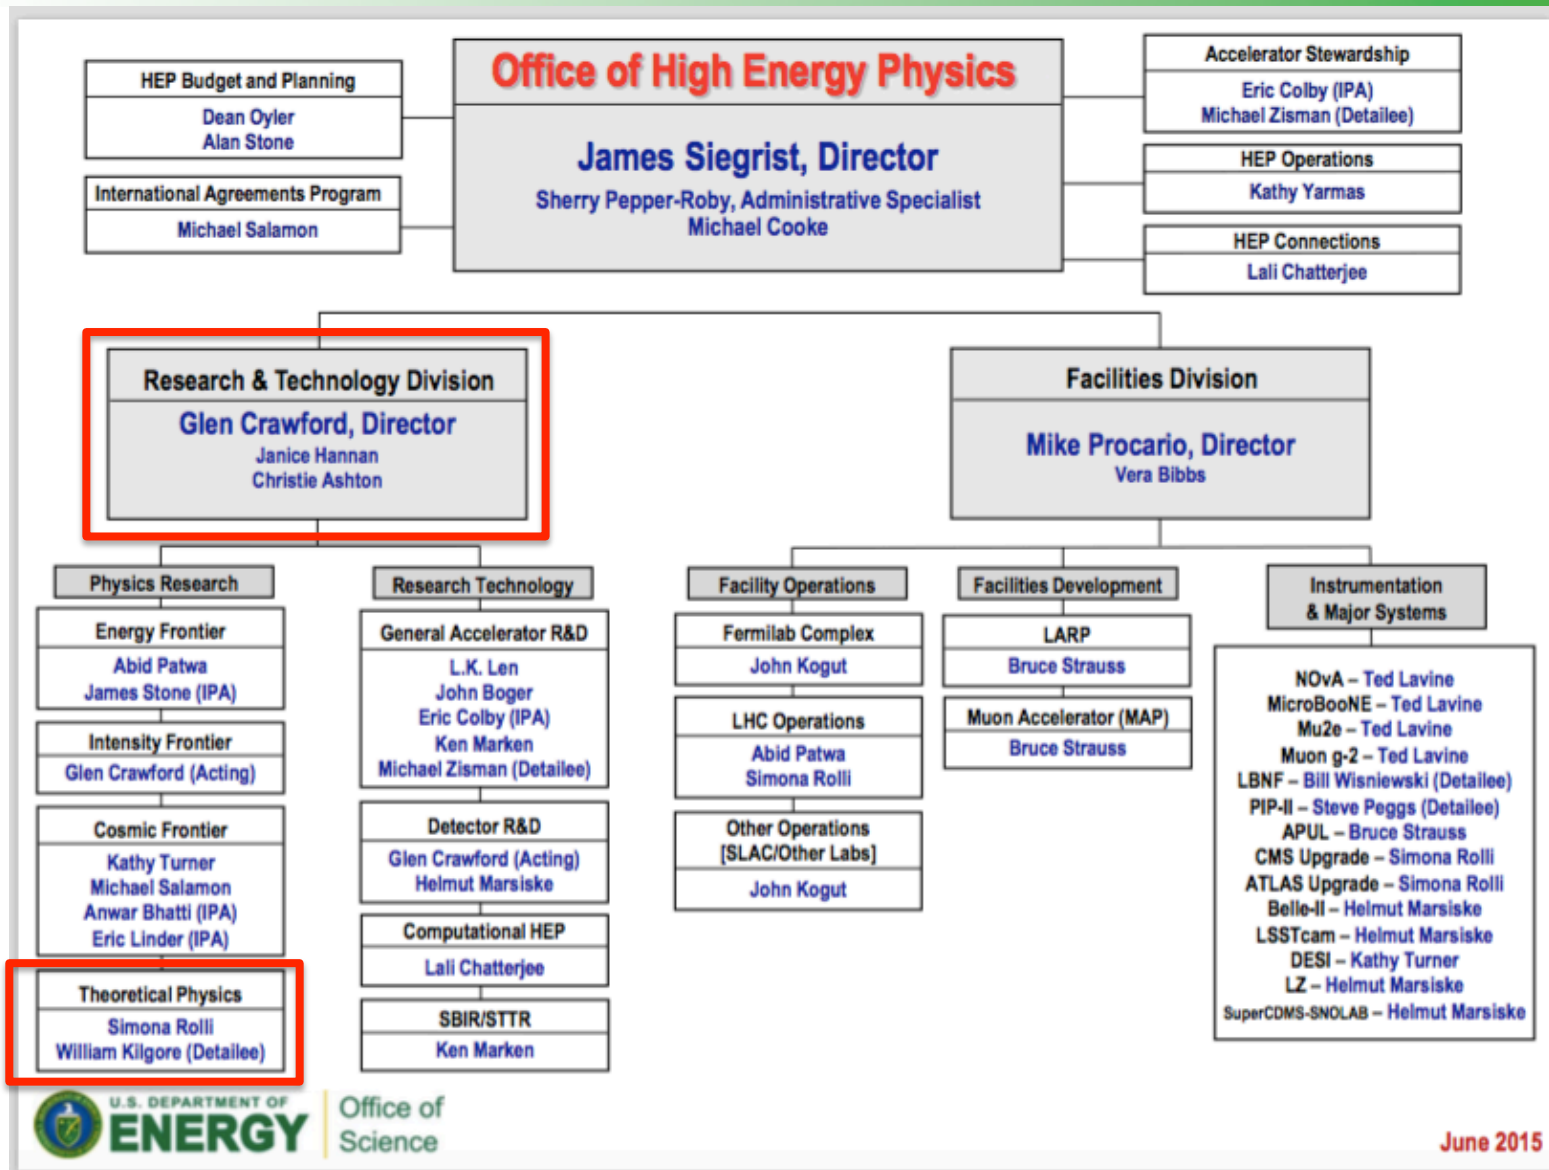 Office of High Energy Physics
James Siegrist, Director
Sherry Pepper-Roby, Administrative Specialist
Michael Cooke
HEP Budget and Planning
Dean Oyler
Alan Stone
International Agreements Program
Michael Salamon
Accelerator Stewardship
Eric Colby (IPA)
Michael Zisman (Detailee)
HEP Operations
Kathy Yarmas
HEP Connections
Lali Chatterjee
Research & Technology Division
Glen Crawford, Director
Janice Hannan
Christie Ashton
Facilities Division
Mike Procario, Director
Vera Bibbs
Physics Research
Energy Frontier
Abid Patwa
James Stone (IPA)
Intensity Frontier
Glen Crawford (Acting)
Cosmic Frontier
Kathy Turner
Michael Salamon
Anwar Bhatti (IPA)
Eric Linder (IPA)
Theoretical Physics
Simona Rolli
William Kilgore (Detailee)
Research Technology
General Accelerator R&D
L.K. Len
John Boger
Eric Colby (IPA)
Ken Marken
Michael Zisman (Detailee)
Detector R&D
Glen Crawford (Acting)
Helmut Marsiske
Computational HEP
Lali Chatterjee
SBIR/STTR
Ken Marken
Facility Operations
Fermilab Complex
John Kogut
LHC Operations
Abid Patwa
Simona Rolli
Other Operations
[SLAC/Other Labs]
John Kogut
Facilities Development
LARP
Bruce Strauss
Muon Accelerator (MAP)
Bruce Strauss
Instrumentation
& Major Systems
NOvA – Ted Lavine
MicroBooNE – Ted Lavine
Mu2e – Ted Lavine
Muon g-2 – Ted Lavine
LBNF – Bill Wisniewski (Detailee)
PIP-II – Steve Peggs (Detailee)
APUL – Bruce Strauss
CMS Upgrade – Simona Rolli
ATLAS Upgrade – Simona Rolli
Belle-II – Helmut Marsiske
LSSTcam – Helmut Marsiske
DESI – Kathy Turner
LZ – Helmut Marsiske
SuperCDMS-SNOLAB – Helmut Marsiske
U.S. DEPARTMENT OF
ENERGY
Office of
Science
June 2015